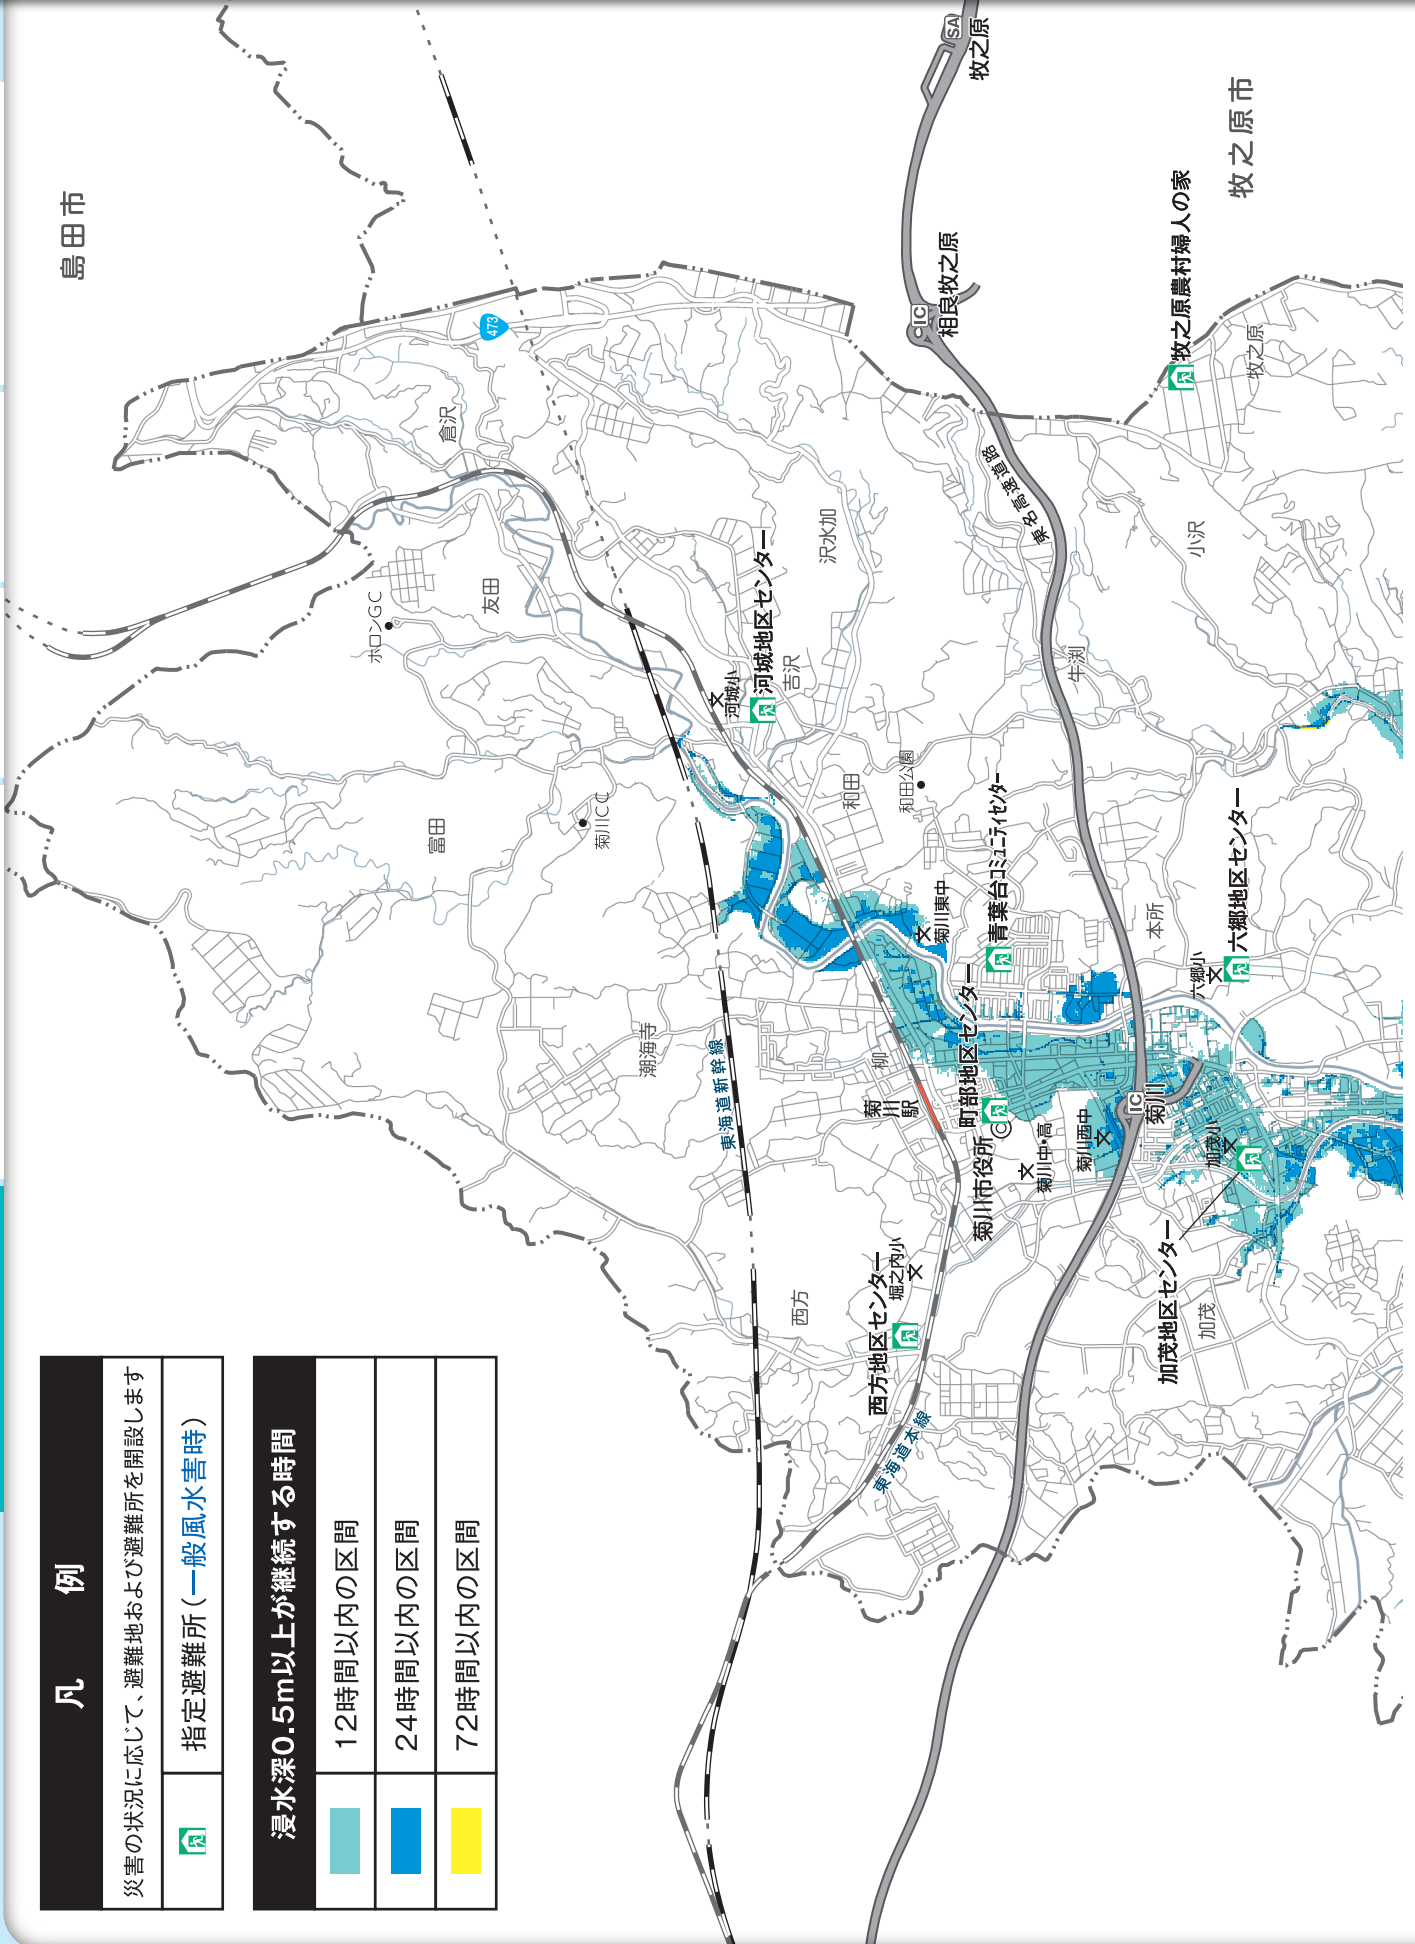 凡例
災害の状況に応じて、避難地および避難所を開設します
指定避難所（一般風水害時）
浸水深0.5m以上が継続する時間
12時間以内の区間
24時間以内の区間
72時間以内の区間
島田市
牧之原市
SA
牧之原
IC
相良牧之原
牧之原農村婦人の家
牧之原
473
倉沢
東名高速道路
小沢
沢水加
友田
ホロンGC
河城地区センター
河城小
吉沢
牛渕
和田
和田公園
富田
菊川CC
青葉台コミュニティセンター
六郷地区センター
菊川東中
本所
六郷小
町部地区センター
潮海寺
東海道新幹線
柳
菊川駅
菊川市役所
菊川中・高
菊川西中
IC
菊川
加茂小
加茂地区センター
加茂
西方
西方地区センター
堀之内小
東海道本線